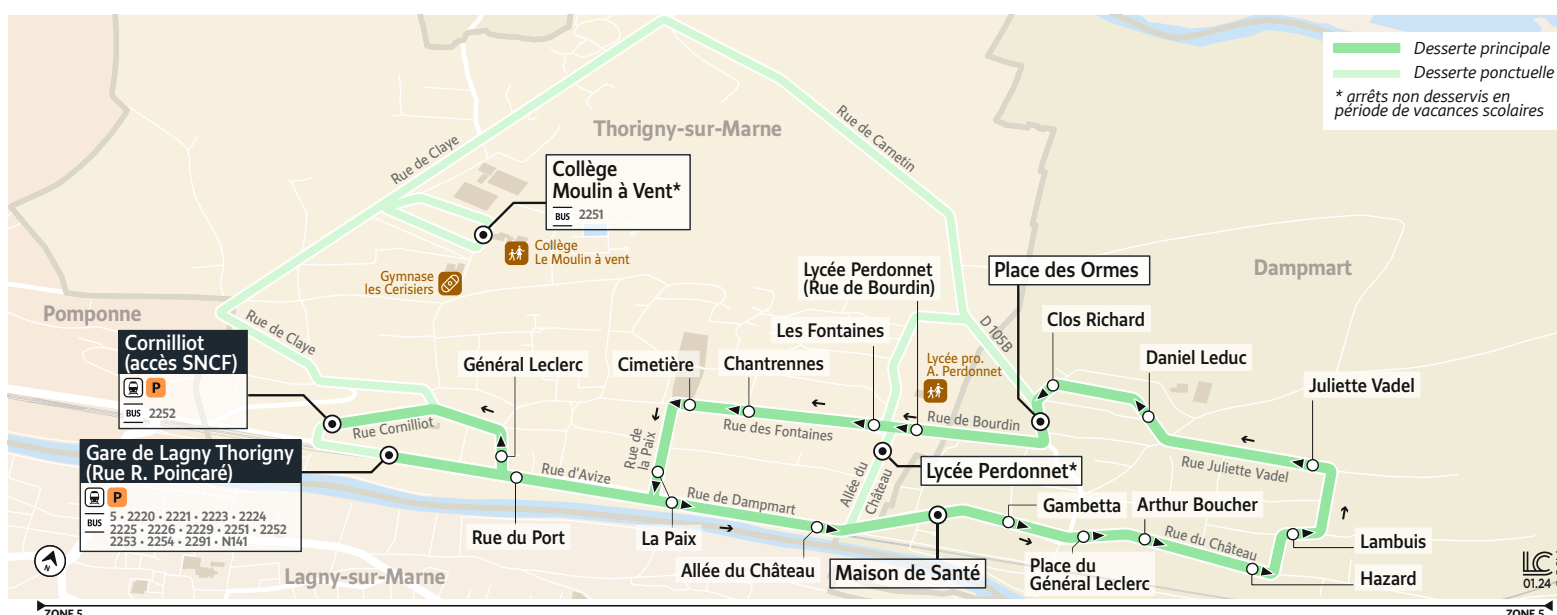 Desserte principale
Desserte ponctuelle
* arrêts non desservis en
période de vacances scolaires
Thorigny-sur-Marne
Rue de Claye
Rue de Carnetin
Collège
Moulin à Vent*
BUS 2251
Collège
Le Moulin à vent
Gymnase
les Cerisiers
Dampmart
Pomponne
Rue de Claye
Lycée Perdonnet
(Rue de Bourdin)
Place des Ormes
D 105B
Clos Richard
Les Fontaines
Daniel Leduc
Cornilliot
(accès SNCF)
P
BUS 2252
Général Leclerc
Cimetière
Chantrennes
Lycée pro.
A. Perdonnet
Juliette Vadel
Rue Cornilliot
Rue des Fontaines
Rue de Bourdin
Rue de
la Paix
Gare de Lagny Thorigny
(Rue R. Poincaré)
P
BUS
5 • 2220 • 2221 • 2223 • 2224
2225 • 2226 • 2229 • 2251 • 2252
2253 • 2254 • 2291 • N141
Rue d'Avize
Rue de Dampmart
Allée du
Château
Lycée Perdonnet*
Rue Juliette Vadel
Gambetta
Arthur Boucher
Rue du Château
Rue du Port
La Paix
Allée du Château
Maison de Santé
Place du
Général Leclerc
Lambuis
Hazard
Lagny-sur-Marne
N
LC
01.24
ZONE 5
ZONE 5